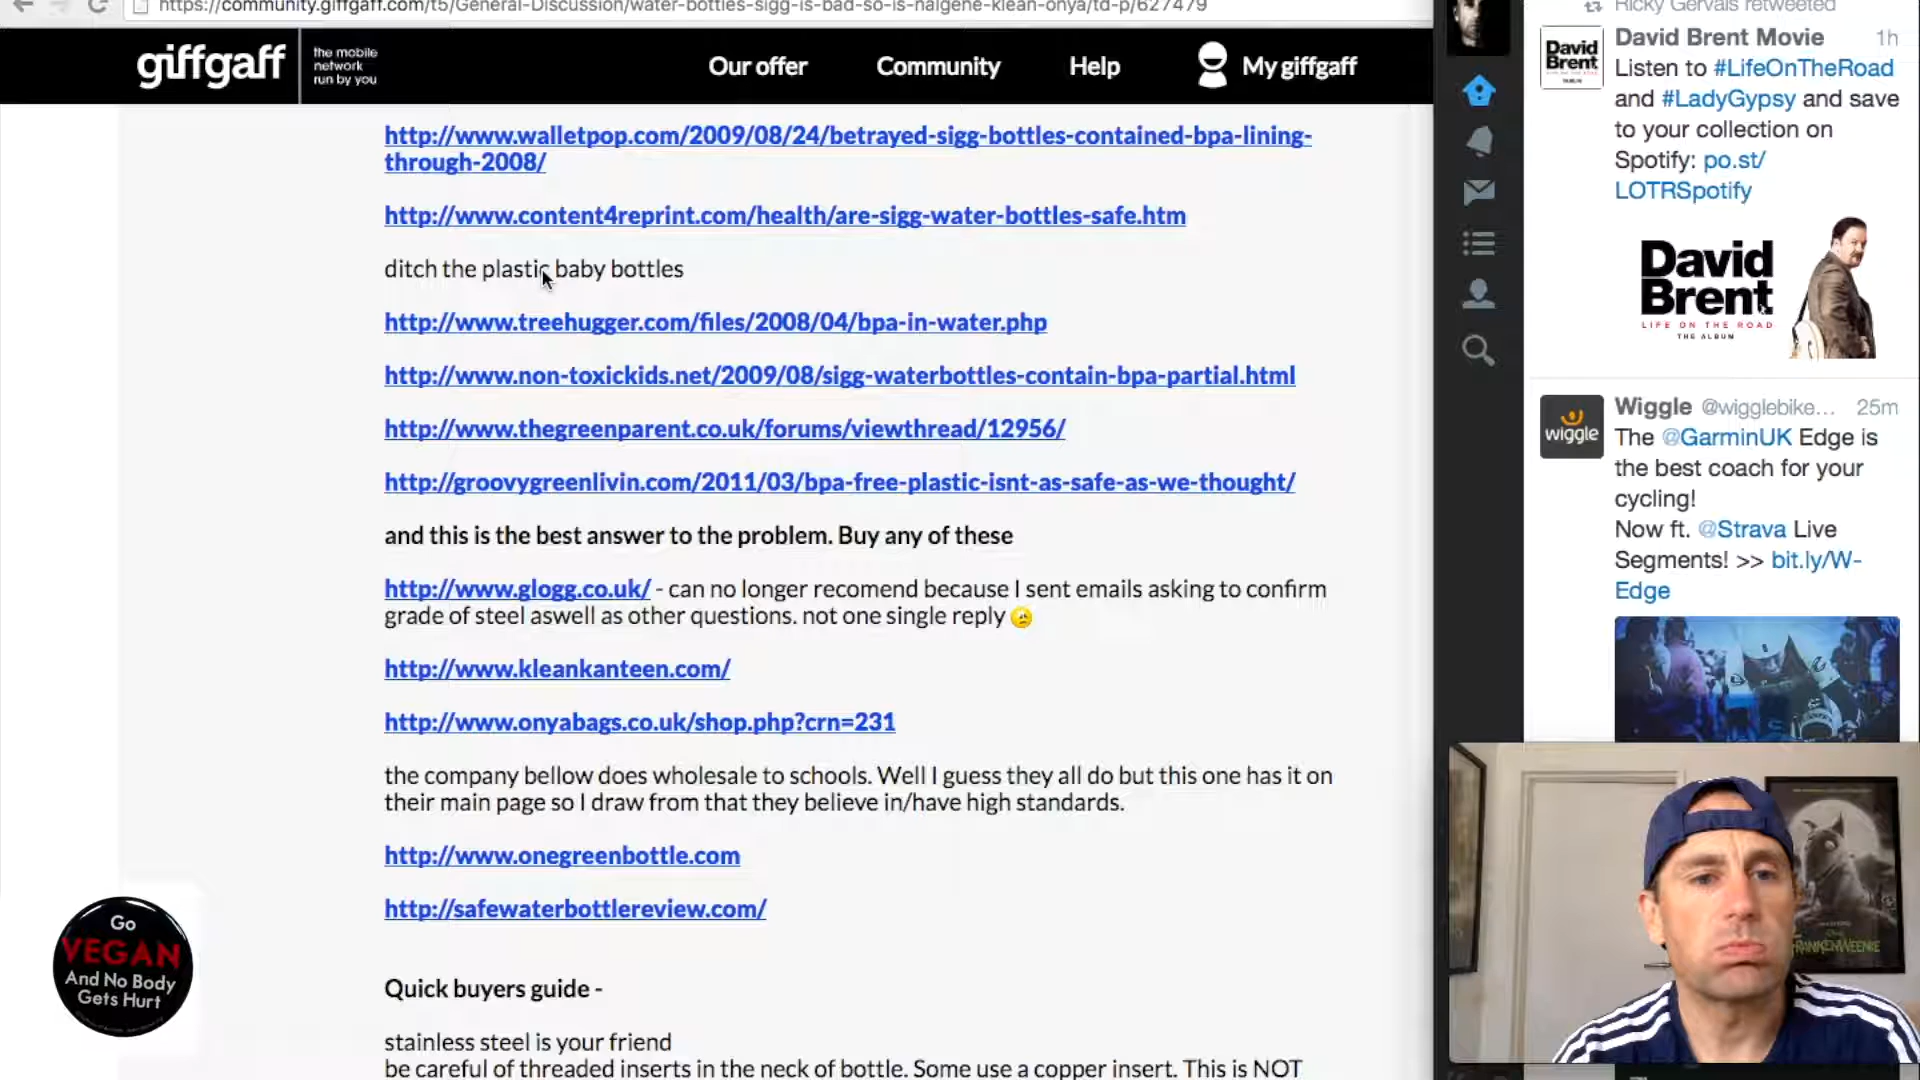 https://community.giffgaff.com/t5/General-Discussion/water-bottles-sigg-is-bad-so-is-nalgene-klean-onya/td-p/627479
giffgaff
the mobile
network
run by you
Our offer
Community
Help
My giffgaff
http://www.walletpop.com/2009/08/24/betrayed-sigg-bottles-contained-bpa-lining-
through-2008/
http://www.content4reprint.com/health/are-sigg-water-bottles-safe.htm
ditch the plastic baby bottles
http://www.treehugger.com/files/2008/04/bpa-in-water.php
http://www.non-toxickids.net/2009/08/sigg-waterbottles-contain-bpa-partial.html
http://www.thegreenparent.co.uk/forums/viewthread/12956/
http://groovygreenlivin.com/2011/03/bpa-free-plastic-isnt-as-safe-as-we-thought/
and this is the best answer to the problem. Buy any of these
http://www.glogg.co.uk/ - can no longer recomend because I sent emails asking to confirm
grade of steel aswell as other questions. not one single reply
http://www.kleankanteen.com/
http://www.onyabags.co.uk/shop.php?crn=231
the company bellow does wholesale to schools. Well I guess they all do but this one has it on
their main page so I draw from that they believe in/have high standards.
http://www.onegreenbottle.com
http://safewaterbottlereview.com/
Quick buyers guide -
stainless steel is your friend
be careful of threaded inserts in the neck of bottle. Some use a copper insert. This is NOT
Go
VEGAN
And No Body
Gets Hurt
Ricky Gervais retweeted
David
Brent
David Brent Movie 1h
Listen to #LifeOnTheRoad
and #LadyGypsy and save
to your collection on
Spotify: po.st/
LOTRSpotify
David
Brent
LIFE ON THE ROAD
THE ALBUM
wiggle
Wiggle @wigglebike... 25m
The @GarminUK Edge is
the best coach for your
cycling!
Now ft. @Strava Live
Segments! >> bit.ly/W-
Edge
FRANKENWEENIE